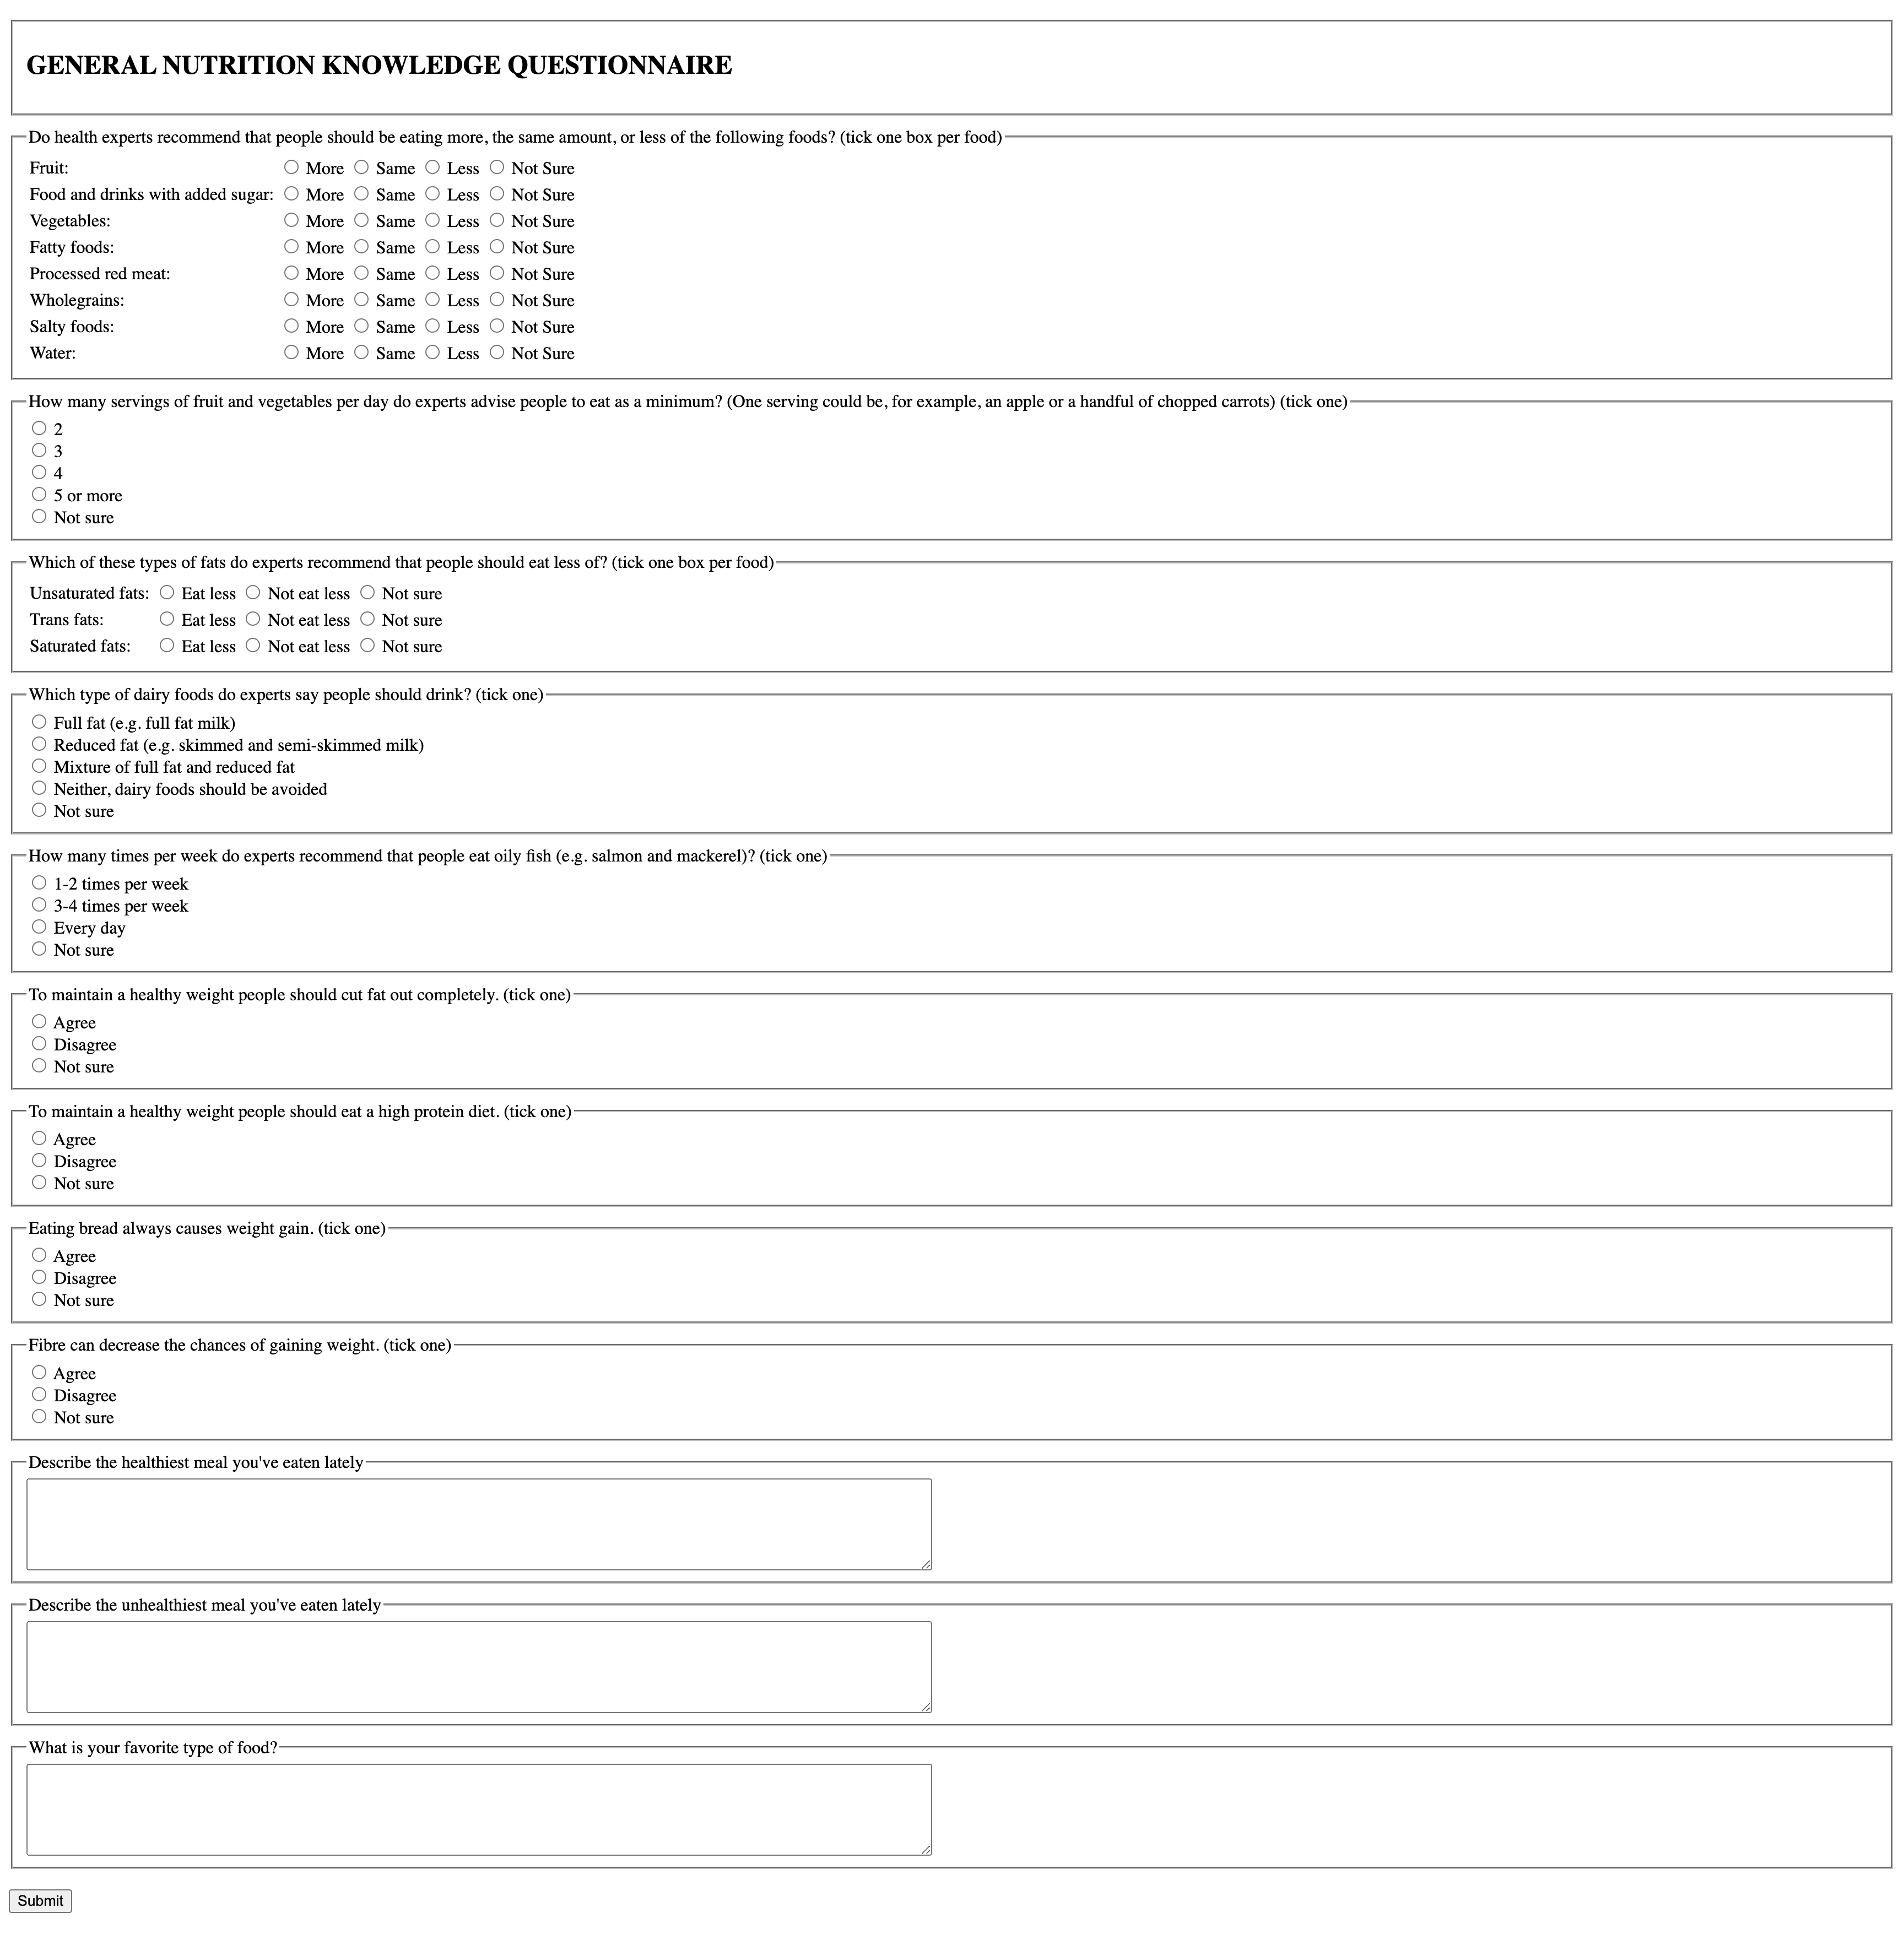 GENERAL NUTRITION KNOWLEDGE QUESTIONNAIRE
Do health experts recommend that people should be eating more, the same amount, or less of the following foods? (tick one box per food)
Fruit: More Same Less Not Sure
Food and drinks with added sugar: More Same Less Not Sure
Vegetables: More Same Less Not Sure
Fatty foods: More Same Less Not Sure
Processed red meat: More Same Less Not Sure
Wholegrains: More Same Less Not Sure
Salty foods: More Same Less Not Sure
Water: More Same Less Not Sure
How many servings of fruit and vegetables per day do experts advise people to eat as a minimum? (One serving could be, for example, an apple or a handful of chopped carrots) (tick one)
2
3
4
5 or more
Not sure
Which of these types of fats do experts recommend that people should eat less of? (tick one box per food)
Unsaturated fats: Eat less Not eat less Not sure
Trans fats: Eat less Not eat less Not sure
Saturated fats: Eat less Not eat less Not sure
Which type of dairy foods do experts say people should drink? (tick one)
Full fat (e.g. full fat milk)
Reduced fat (e.g. skimmed and semi-skimmed milk)
Mixture of full fat and reduced fat
Neither, dairy foods should be avoided
Not sure
How many times per week do experts recommend that people eat oily fish (e.g. salmon and mackerel)? (tick one)
1-2 times per week
3-4 times per week
Every day
Not sure
To maintain a healthy weight people should cut fat out completely. (tick one)
Agree
Disagree
Not sure
To maintain a healthy weight people should eat a high protein diet. (tick one)
Agree
Disagree
Not sure
Eating bread always causes weight gain. (tick one)
Agree
Disagree
Not sure
Fibre can decrease the chances of gaining weight. (tick one)
Agree
Disagree
Not sure
Describe the healthiest meal you've eaten lately
Describe the unhealthiest meal you've eaten lately
What is your favorite type of food?
Submit